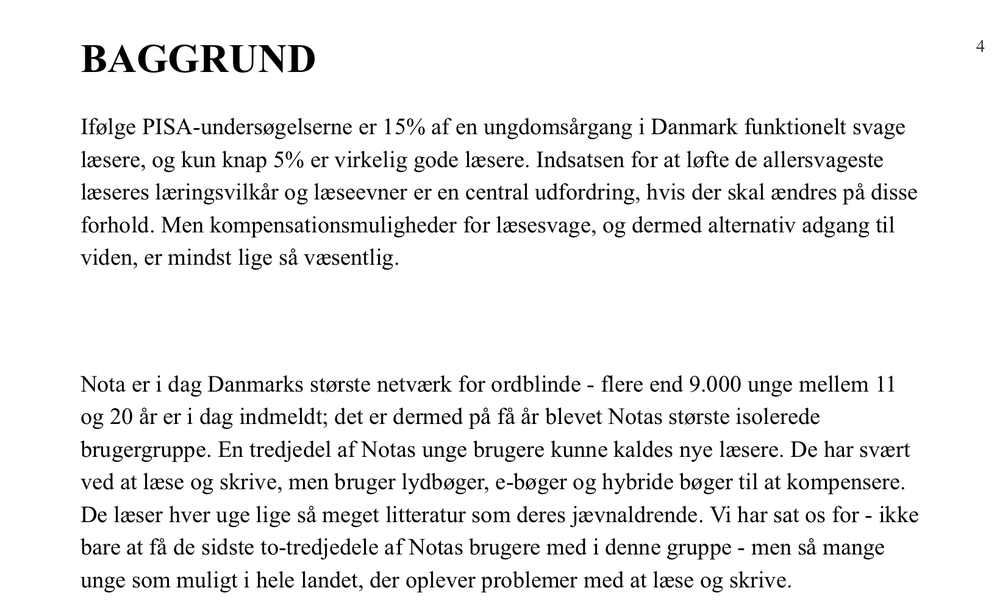 BAGGRUND
4
Ifølge PISA-undersøgelserne er 15% af en ungdomsårgang i Danmark funktionelt svage
læsere, og kun knap 5% er virkelig gode læsere. Indsatsen for at løfte de allersvageste
læseres læringsvilkår og læseevner er en central udfordring, hvis der skal ændres på disse
forhold. Men kompensationsmuligheder for læsesvage, og dermed alternativ adgang til
viden, er mindst lige så væsentlig.
Nota er i dag Danmarks største netværk for ordblinde - flere end 9.000 unge mellem 11
og 20 år er i dag indmeldt; det er dermed på få år blevet Notas største isolerede
brugergruppe. En tredjedel af Notas unge brugere kunne kaldes nye læsere. De har svært
ved at læse og skrive, men bruger lydbøger, e-bøger og hybride bøger til at kompensere.
De læser hver uge lige så meget litteratur som deres jævnaldrende. Vi har sat os for - ikke
bare at få de sidste to-tredjedele af Notas brugere med i denne gruppe - men så mange
unge som muligt i hele landet, der oplever problemer med at læse og skrive.